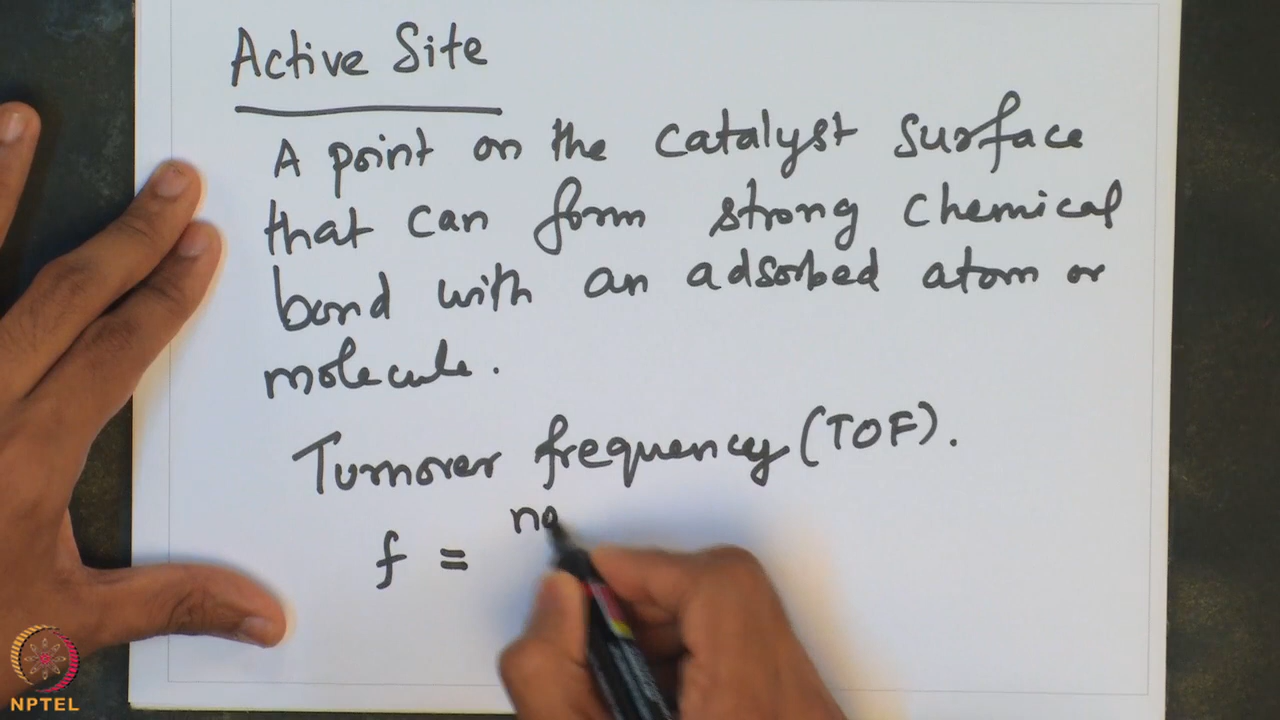 Active Site
A point on the catalyst surface
that can form strong chemical
bond with an adsorbed atom or
molecule.
Turnover frequency (TOF).
no
f =
NPTEL